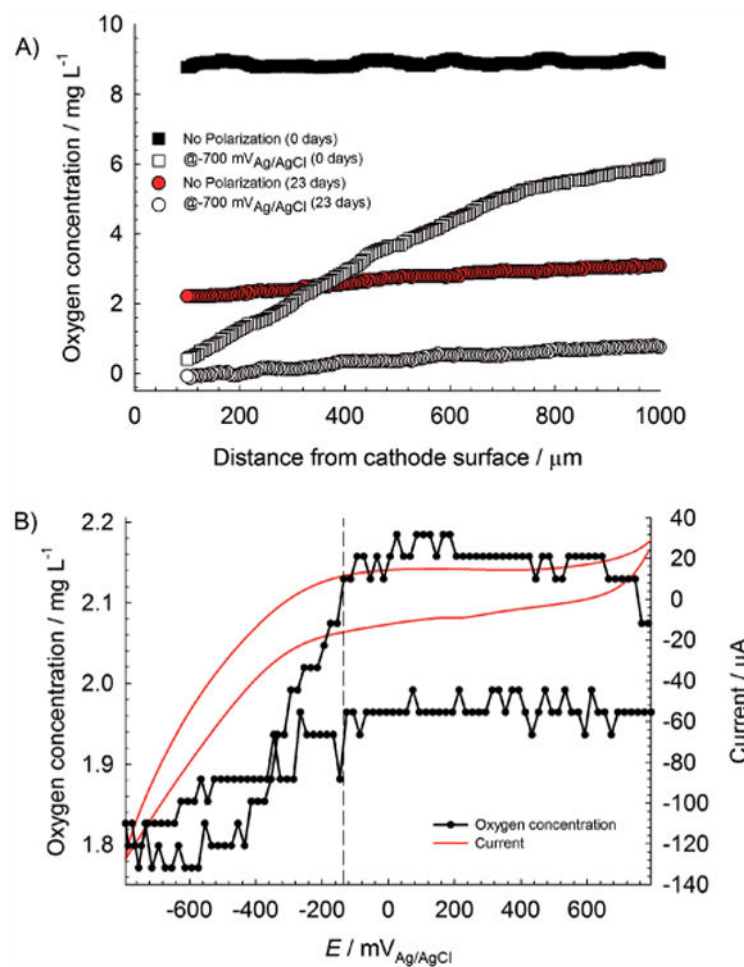 A)
10
8
6
4
2
0
Oxygen concentration / mg L-1
No Polarization (0 days)
@-700 mVAg/AgCl (0 days)
No Polarization (23 days)
@-700 mVAg/AgCl (23 days)
0 200 400 600 800 1000
Distance from cathode surface / μm
B)
2.2
2.1
2.0
1.9
1.8
Oxygen concentration / mg L-1
40
20
0
-20
-40
-60
-80
-100
-120
-140
Current / μA
Oxygen concentration
Current
-600 -400 -200 0 200 400 600
E / mVAg/AgCl